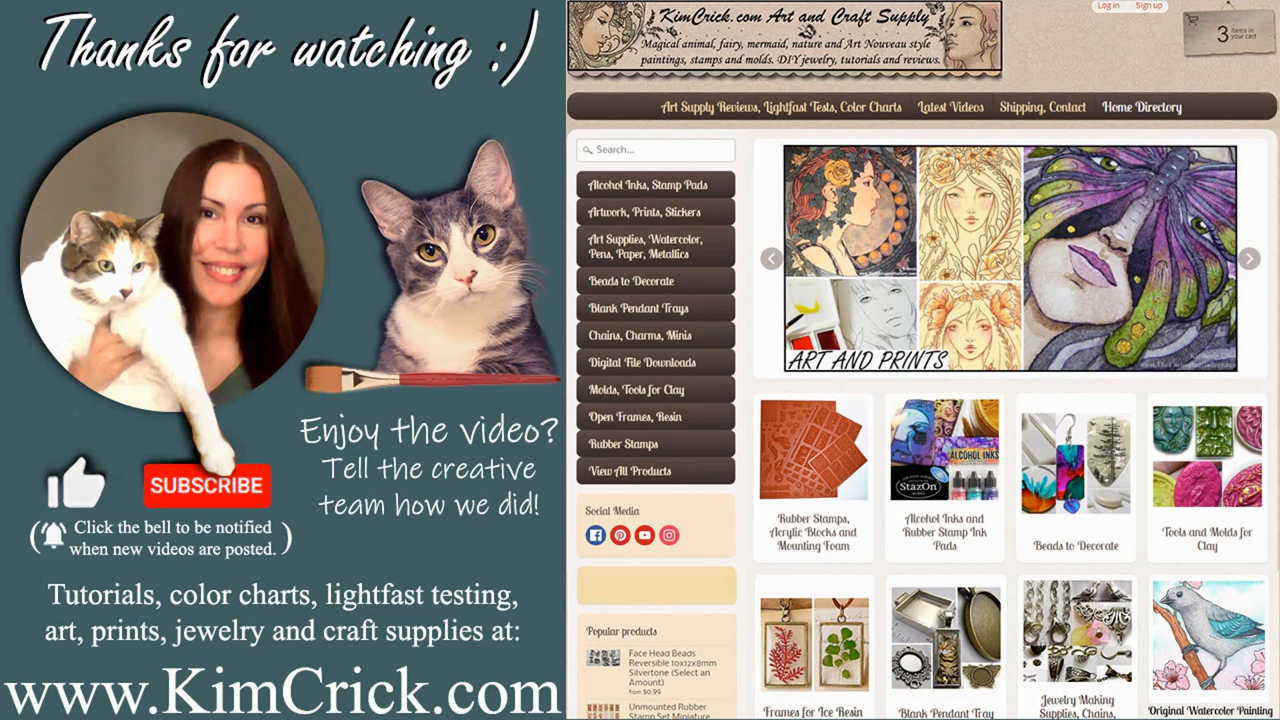 Thanks for watching :)
SUBSCRIBE
Click the bell to be notified
when new videos are posted.
Enjoy the video?
Tell the creative
team how we did!
Tutorials, color charts, lightfast testing,
art, prints, jewelry and craft supplies at:
www.KimCrick.com
KimCrick.com Art and Craft Supply
Magical animal, fairy, mermaid, nature and Art Nouveau style
paintings, stamps and molds. DIY jewelry, tutorials and reviews.
Log in Sign up
3 items in
your cart
Art Supply Reviews, Lightfast Tests, Color Charts Latest Videos Shipping, Contact Home Directory
Search...
Alcohol Inks, Stamp Pads
Artwork, Prints, Stickers
Art Supplies, Watercolor,
Pens, Paper, Metallics
Beads to Decorate
Blank Pendant Trays
Chains, Charms, Minis
Digital File Downloads
Molds, Tools for Clay
Open Frames, Resin
Rubber Stamps
View All Products
Social Media
Popular products
Face Head Beads
Reversible 10x12x8mm
Silvertone (Select an
Amount)
from $0.99
Unmounted Rubber
Stamp Set Miniature
ART AND PRINTS
ALCOHOL INKS
StazOn
Rubber Stamps,
Acrylic Blocks and
Mounting Foam
Alcohol Inks and
Rubber Stamp Ink
Pads
Beads to Decorate
Tools and Molds for
Clay
Frames for Ice Resin
Blank Pendant Tray
Jewelry Making
Supplies, Chains,
Original Watercolor Painting